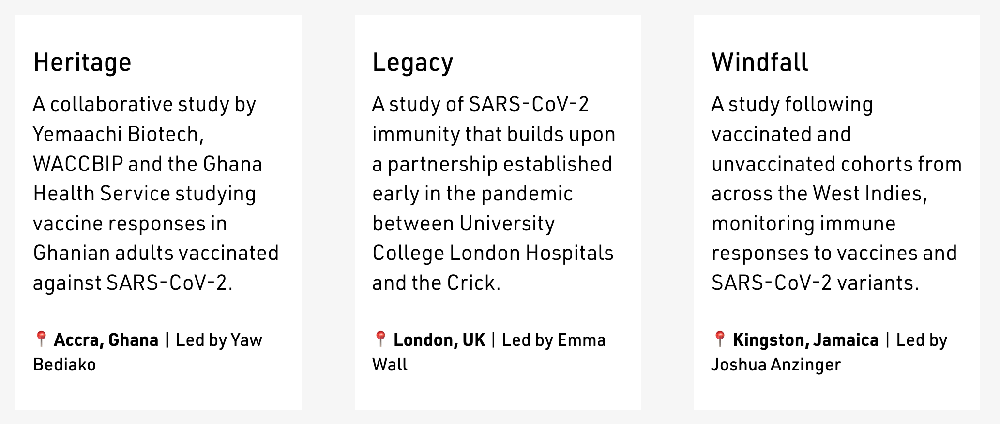 Heritage
A collaborative study by
Yemaachi Biotech,
WACCBIP and the Ghana
Health Service studying
vaccine responses in
Ghanian adults vaccinated
against SARS-CoV-2.
📍 Accra, Ghana | Led by Yaw
Bediako
Legacy
A study of SARS-CoV-2
immunity that builds upon
a partnership established
early in the pandemic
between University
College London Hospitals
and the Crick.
📍 London, UK | Led by Emma
Wall
Windfall
A study following
vaccinated and
unvaccinated cohorts from
across the West Indies,
monitoring immune
responses to vaccines and
SARS-CoV-2 variants.
📍 Kingston, Jamaica | Led by
Joshua Anzinger